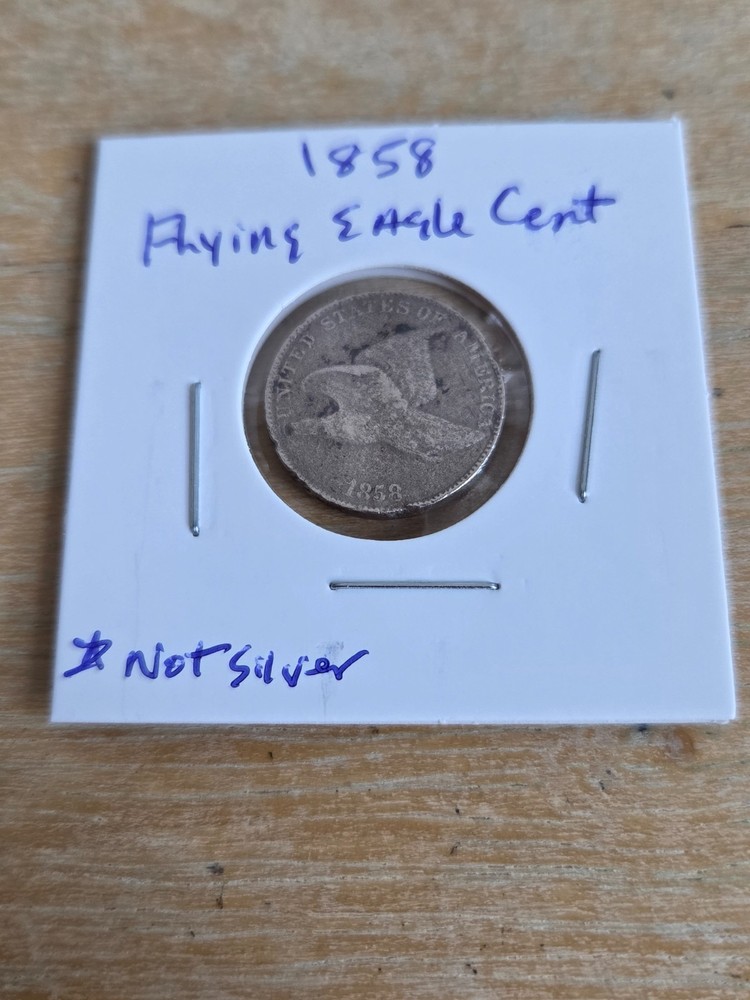 1858
Flying Eagle Cent
UNITED STATES OF AMERICA
1858
* Not Silver